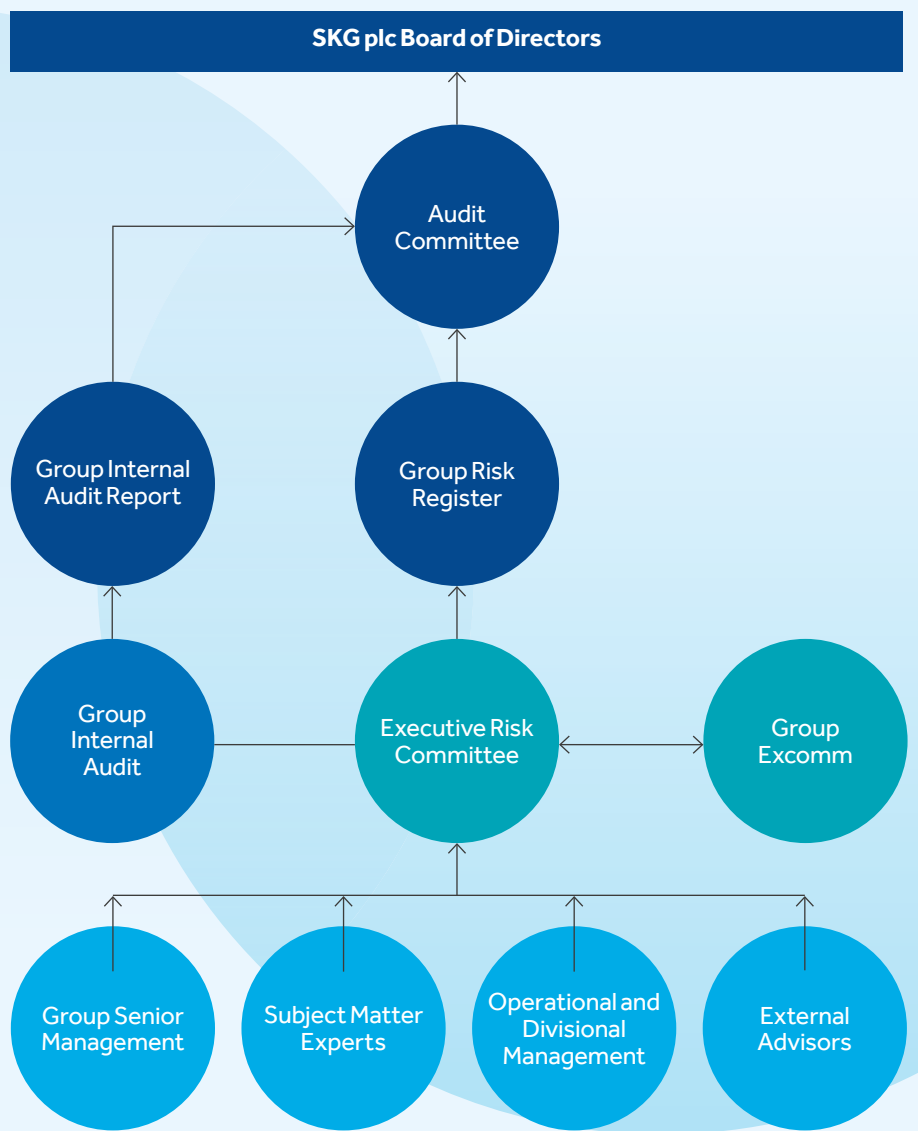 SKG plc Board of Directors
Audit
Committee
Group Internal
Audit Report
Group Risk
Register
Group
Internal
Audit
Executive Risk
Committee
Group
Excomm
Group Senior
Management
Subject Matter
Experts
Operational and
Divisional
Management
External
Advisors